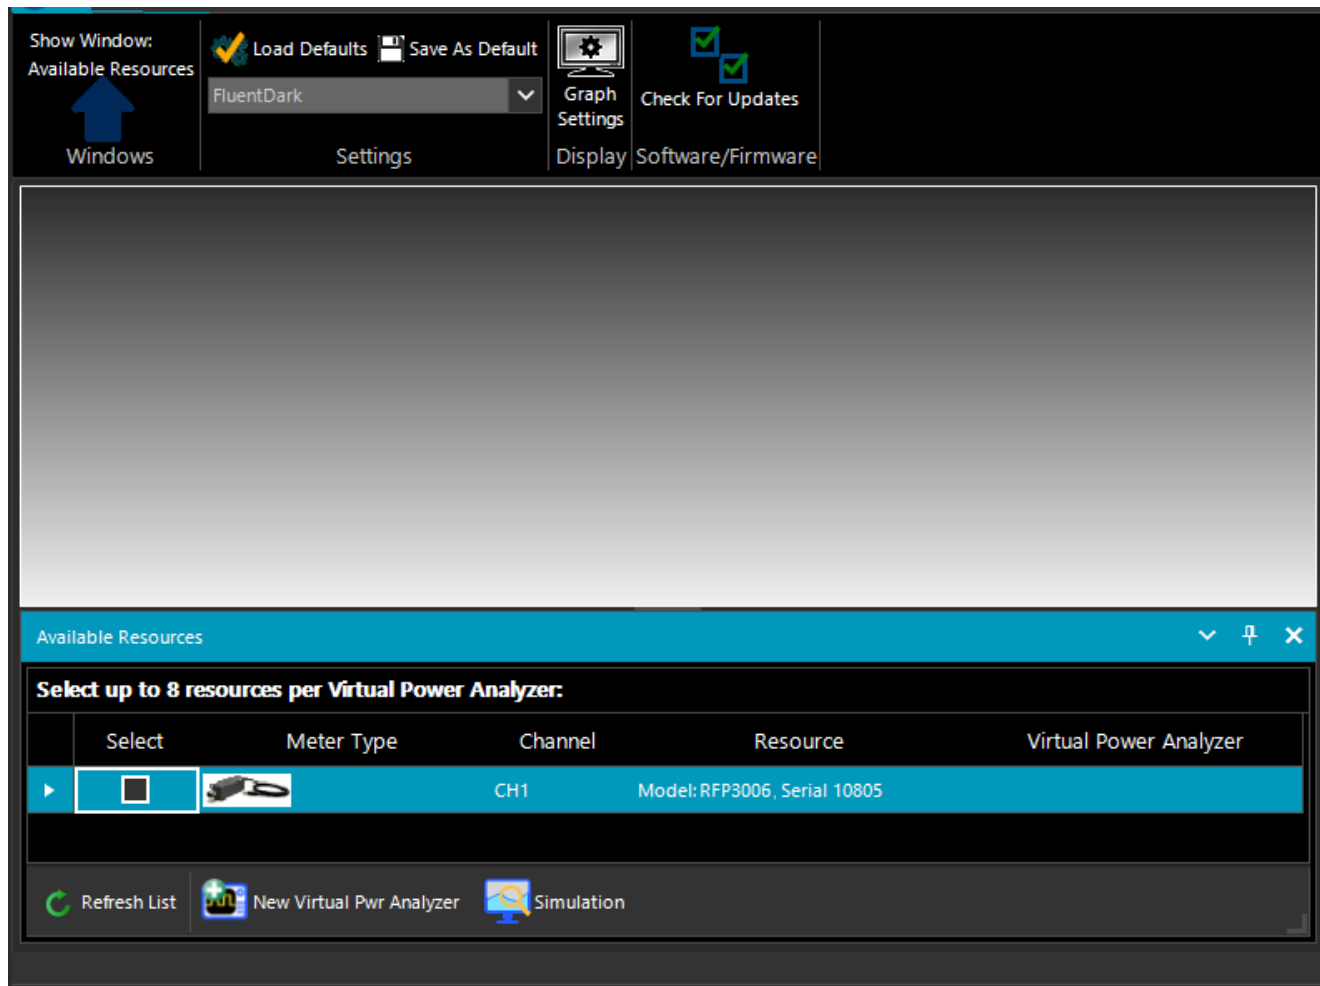 Show Window:
Available Resources
Windows
Load Defaults Save As Default
FluentDark
Settings
Graph
Settings
Display
Check For Updates
Software/Firmware
Available Resources
Select up to 8 resources per Virtual Power Analyzer:
Select Meter Type Channel Resource Virtual Power Analyzer
CH1 Model: RFP3006, Serial 10805
Refresh List New Virtual Pwr Analyzer Simulation